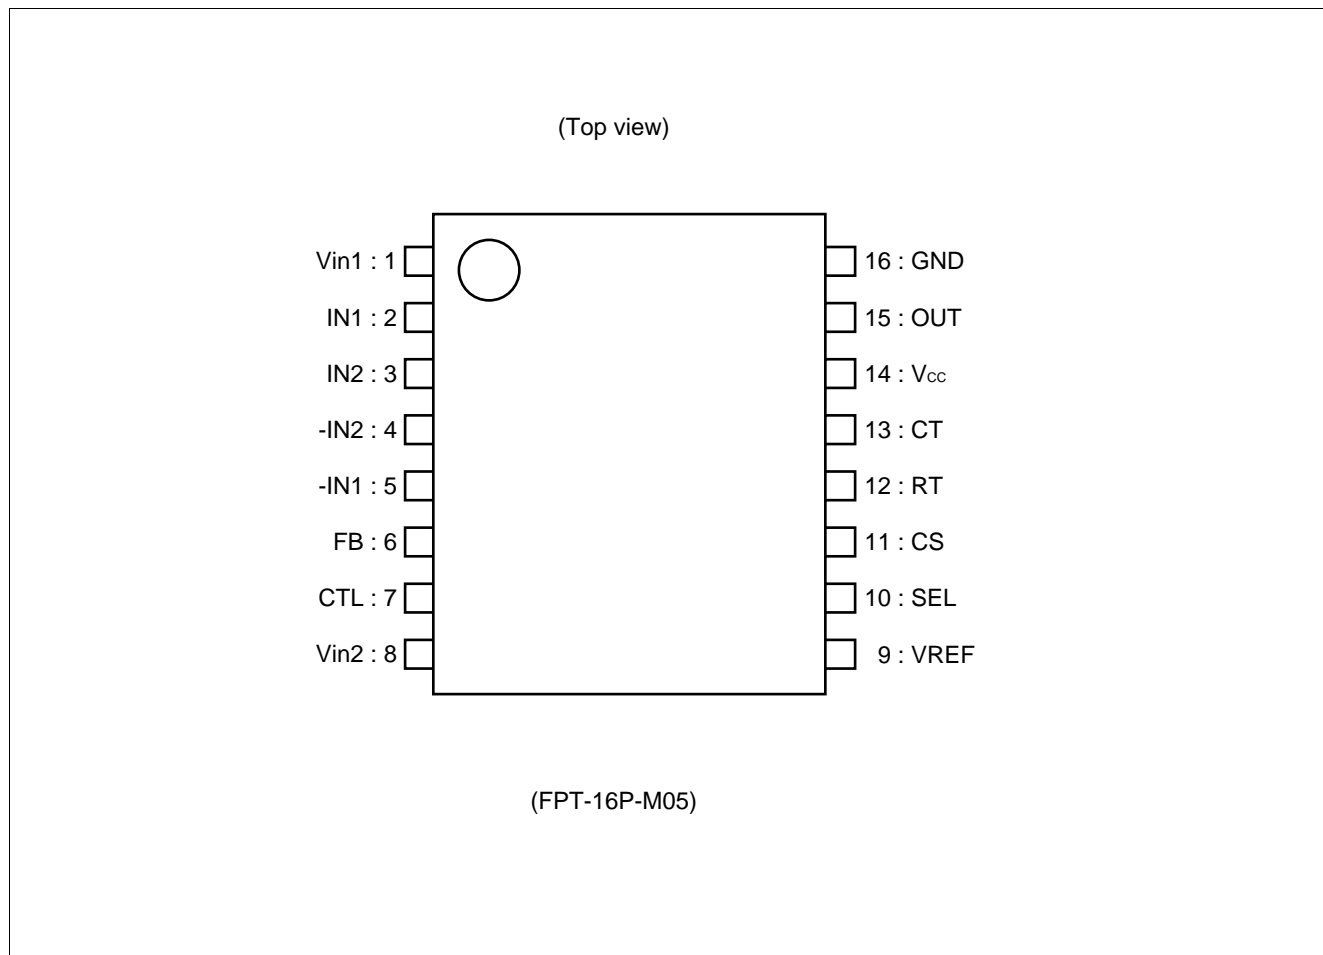 (Top view)
Vin1 : 1
16 : GND
IN1 : 2
15 : OUT
IN2 : 3
14 : VCC
-IN2 : 4
13 : CT
-IN1 : 5
12 : RT
FB : 6
11 : CS
CTL : 7
10 : SEL
Vin2 : 8
9 : VREF
(FPT-16P-M05)